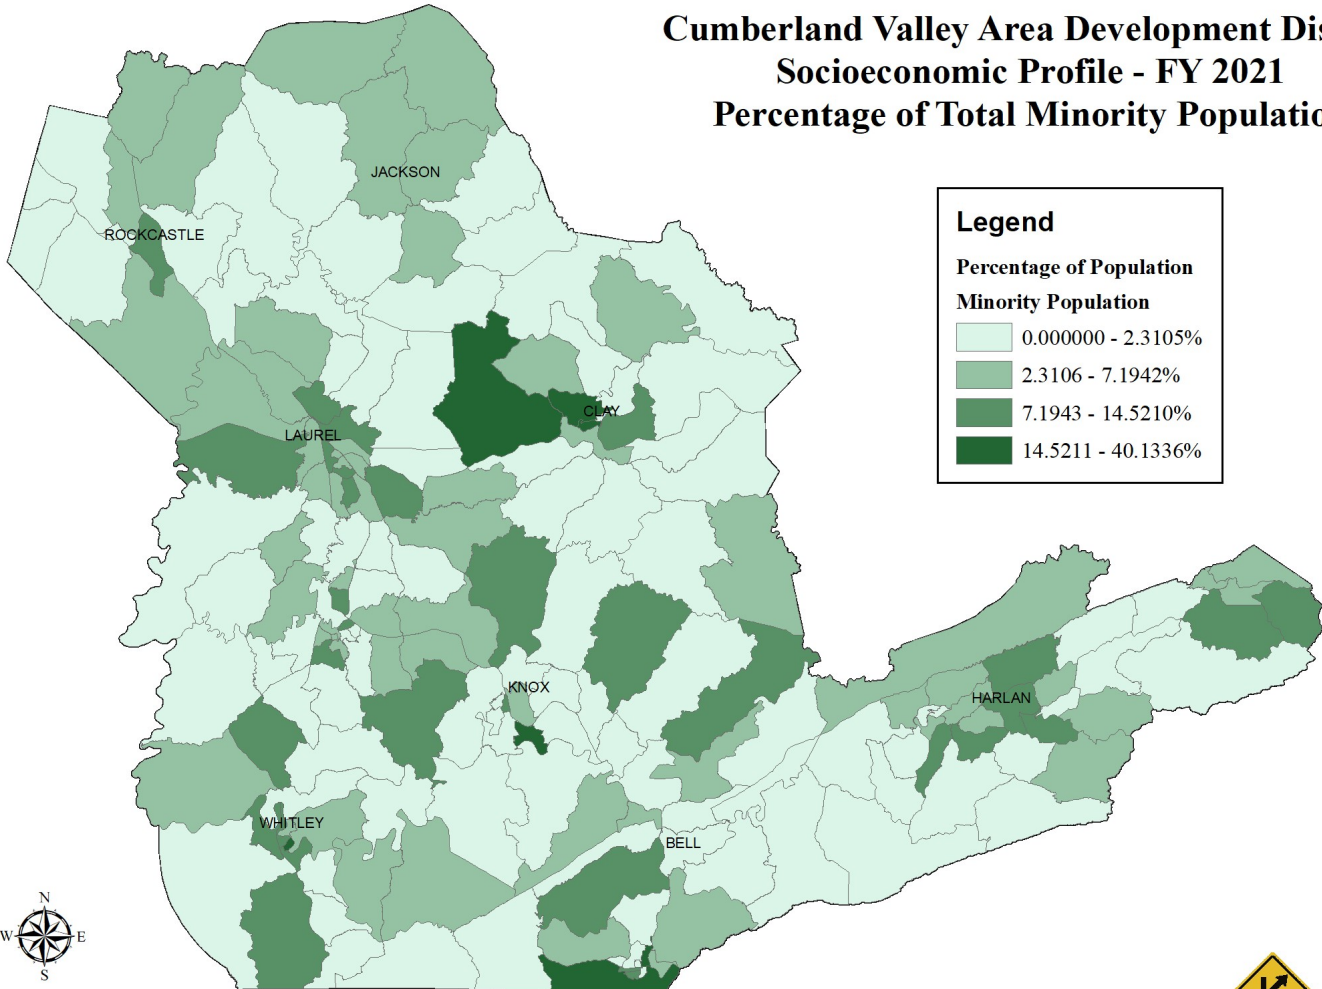 Cumberland Valley Area Development
Socioeconomic Profile - FY 2021
Percentage of Total Minority
JACKSON
ROCKCASTLE
Legend
Percentage of Population
Minority Population
0.000000 - 2.3105%
2.3106 - 7.1942%
7.1943 - 14.5210%
14.5211 - 40.1336%
CLAY
LAUREL
KNOX
HARLAN
WHITLEY
BELL
N
W E
S